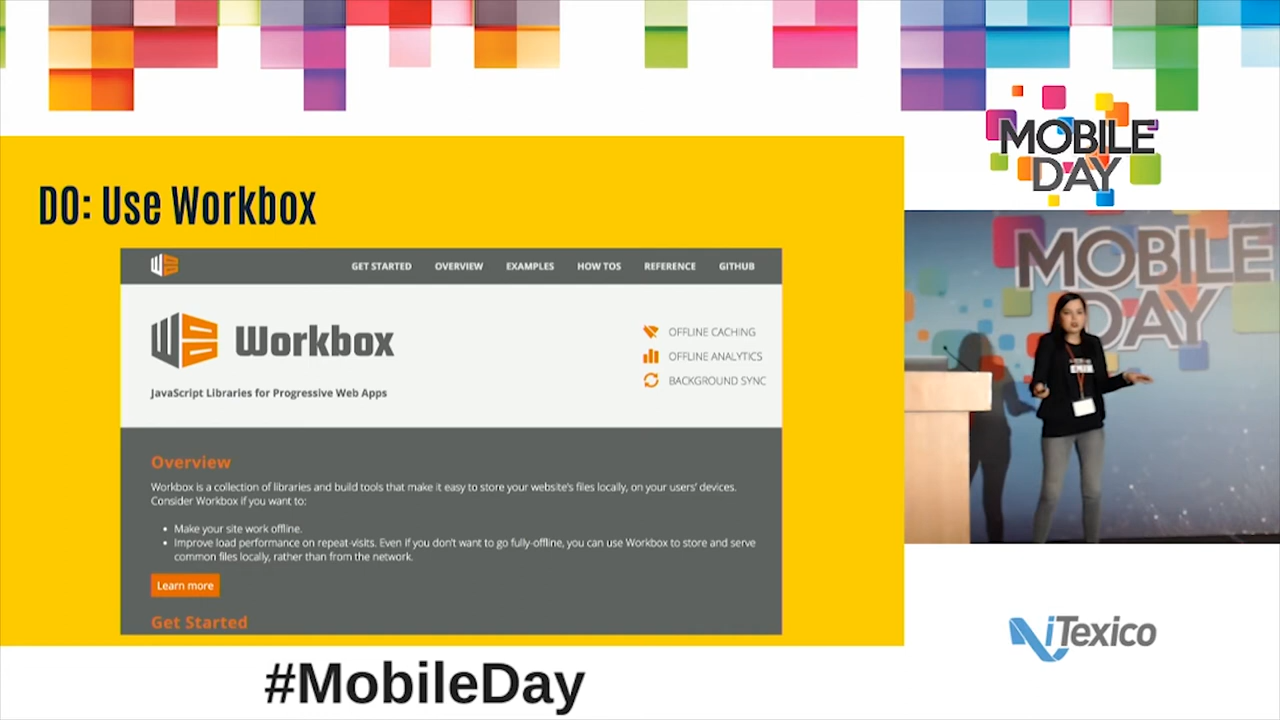 MOBILE
DAY
DO: Use Workbox
GET STARTED OVERVIEW EXAMPLES HOW TOS REFERENCE GITHUB
Workbox
JavaScript Libraries for Progressive Web Apps
OFFLINE CACHING
OFFLINE ANALYTICS
BACKGROUND SYNC
Overview
Workbox is a collection of libraries and build tools that make it easy to store your website's files locally, on your users' devices.
Consider Workbox if you want to:
Make your site work offline.
Improve load performance on repeat-visits. Even if you don't want to go fully-offline, you can use Workbox to store and serve
common files locally, rather than from the network.
Learn more
Get Started
MOBILE
DAY
iTexico
#MobileDay